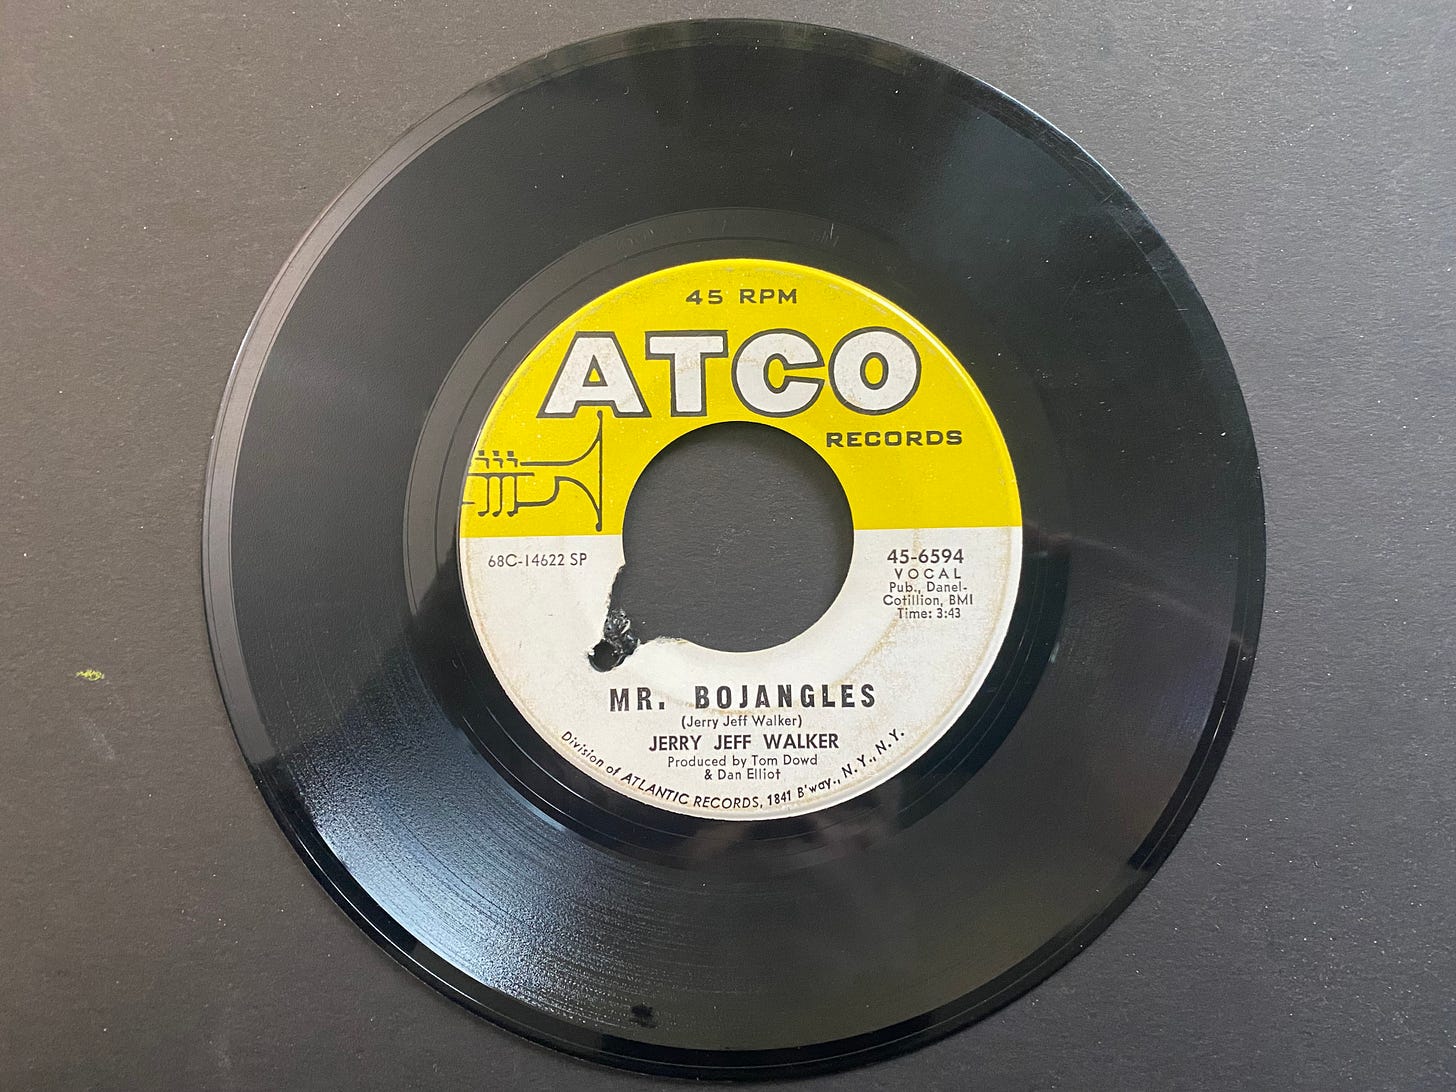 45 RPM
ATCO
RECORDS
68C-14622 SP
45-6594
VOCAL
Pub., Danel-
Cotillion, BMI
Time: 3:43
MR. BOJANGLES
(Jerry Jeff Walker)
JERRY JEFF WALKER
Produced by Tom Dowd
& Dan Elliot
Division of ATLANTIC RECORDS, 1841 B'way., N. Y., N. Y.